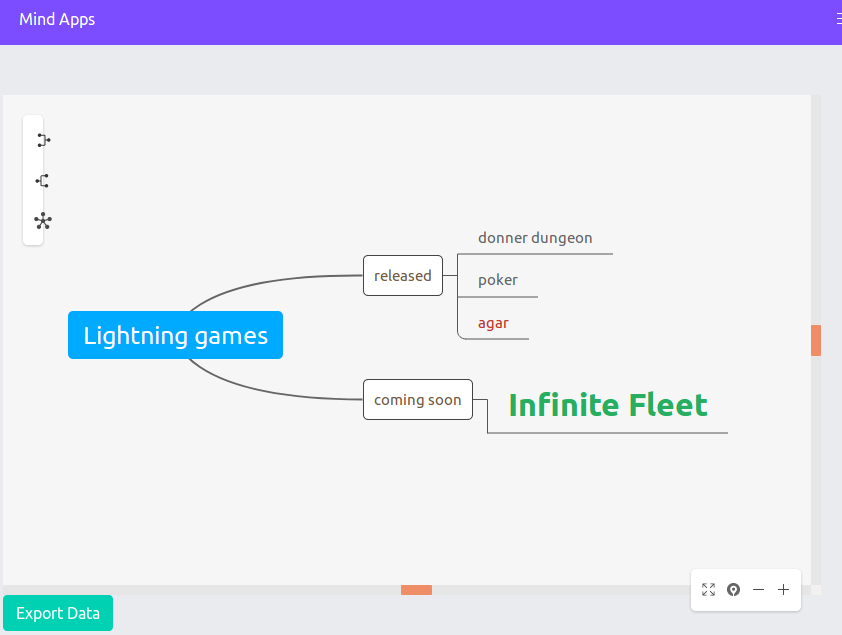 Mind Apps
donner dungeon
released
poker
agar
Lightning games
coming soon
Infinite Fleet
Export Data